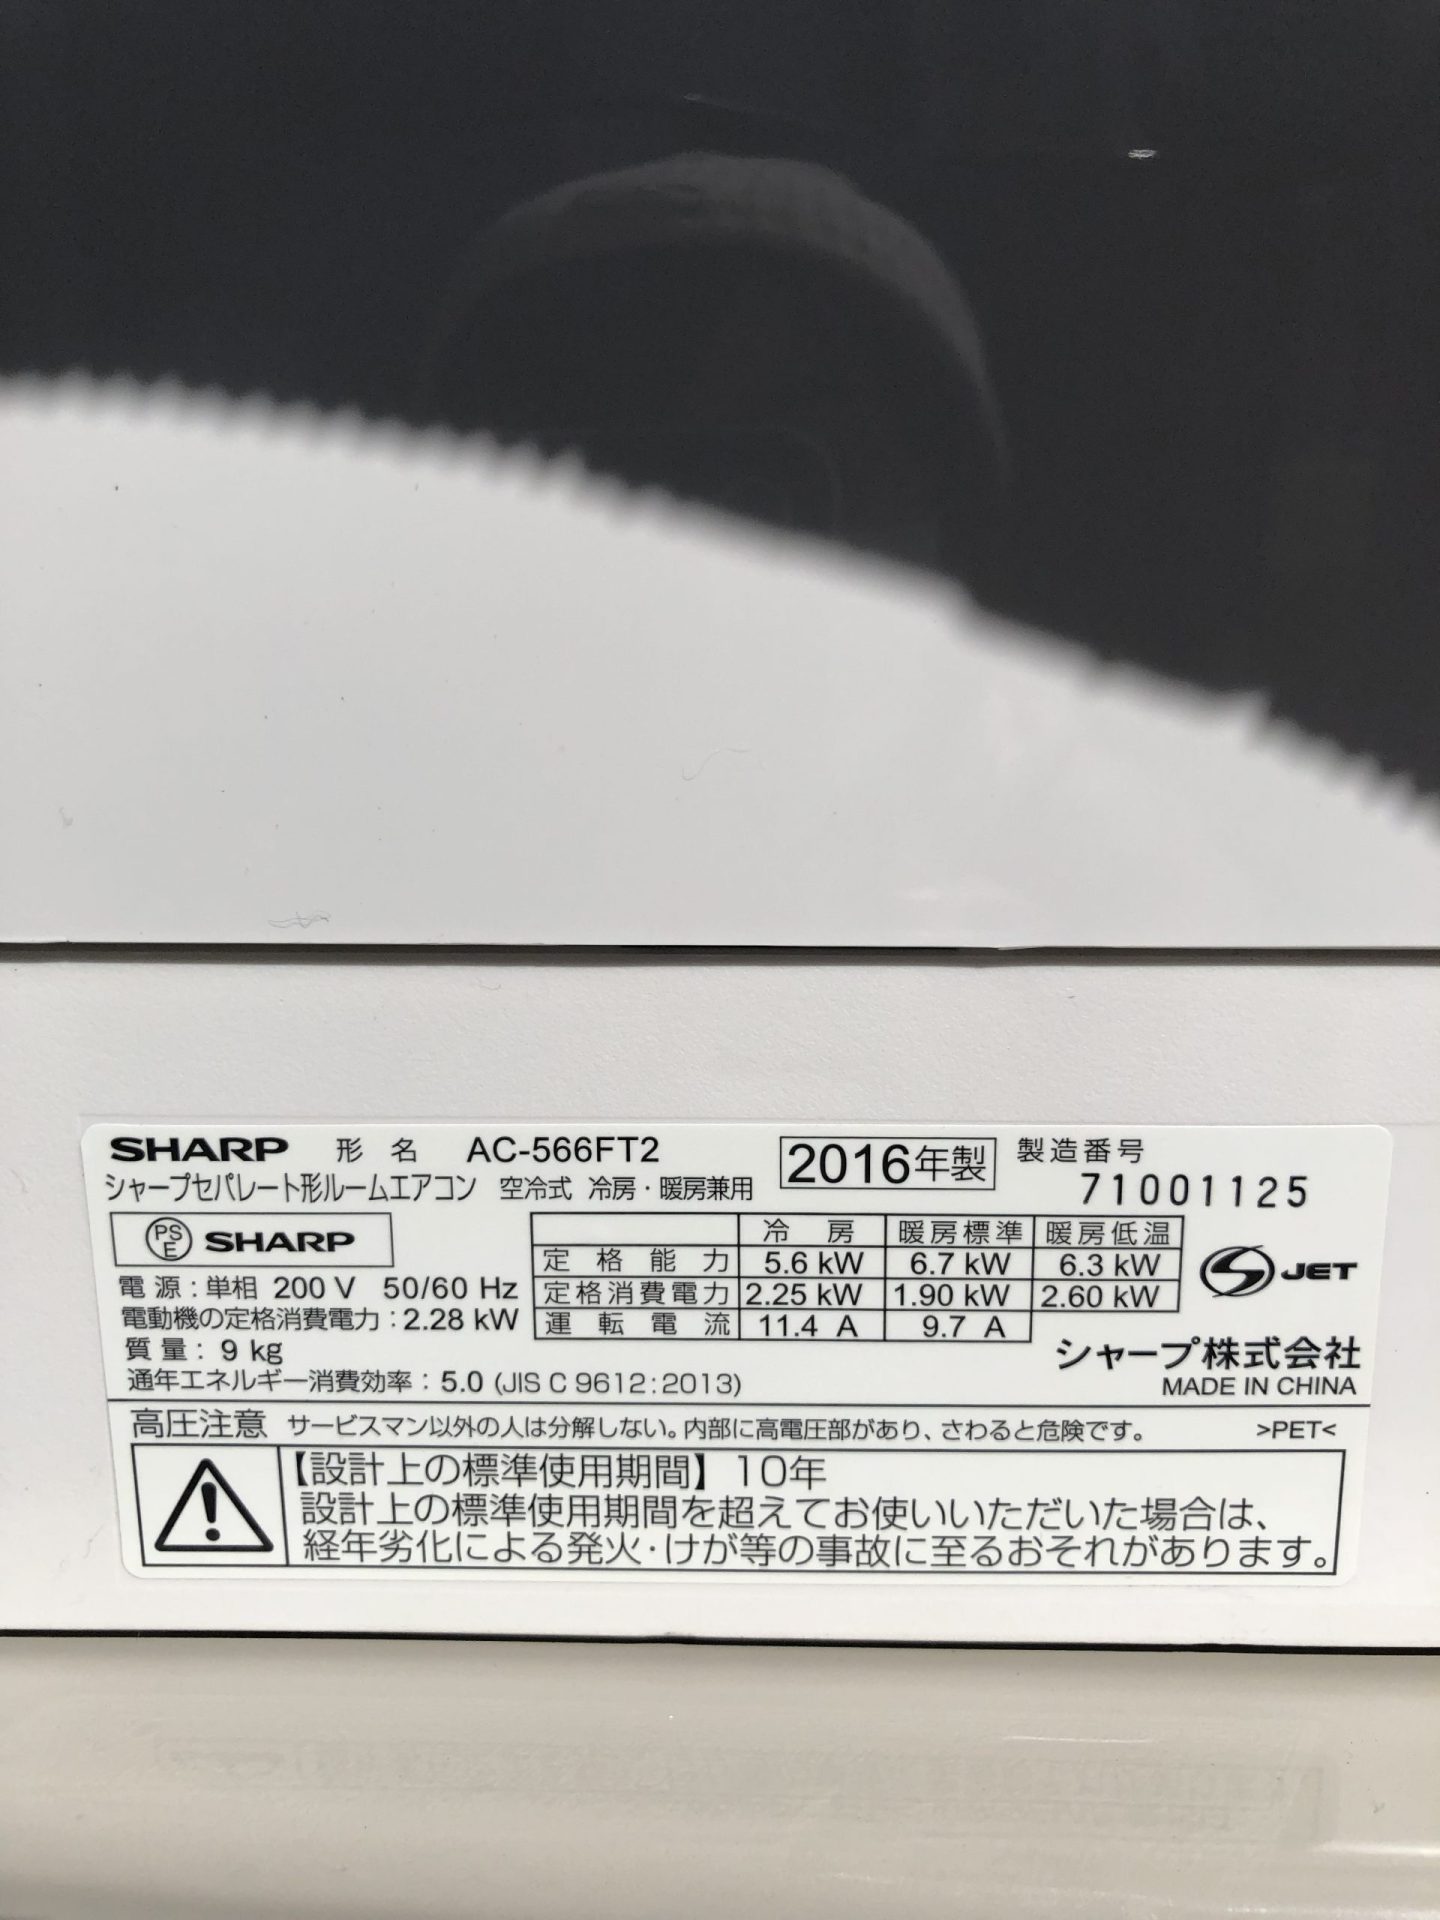 SHARP 形名 AC-566FT2 2016年製 製造番号
シャープセパレート形ルームエアコン 空冷式 冷房・暖房兼用 71001125
PS E SHARP
電源:単相 200 V 50/60 Hz
電動機の定格消費電力:2.28 kW
質量: 9 kg
通年エネルギー消費効率:5.0 (JIS C 9612:2013)
冷房 暖房標準 暖房低温
定格能力 5.6 kW 6.7 kW 6.3 kW
定格消費電力 2.25 kW 1.90 kW 2.60 kW
運転電流 11.4 A 9.7 A
JET
シャープ株式会社
MADE IN CHINA
高圧注意 サービスマン以外の人は分解しない。内部に高電圧部があり、さわると危険です。 >PET<
【設計上の標準使用期間】10年
設計上の標準使用期間を超えてお使いいただいた場合は、
経年劣化による発火・けが等の事故に至るおそれがあります。